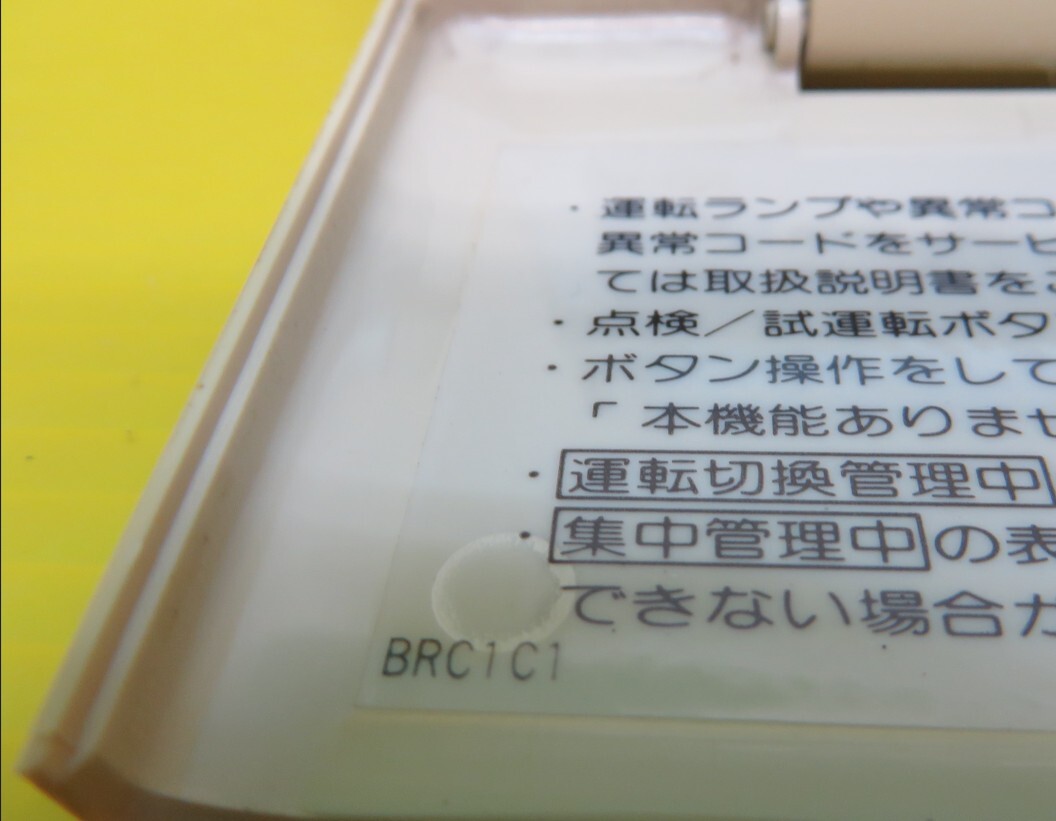 ・運転ランプや異常コ
異常コードをサービ
ては取扱説明書を
・点検／試運転ボタ
・ボタン操作をして
「本機能ありませ
・運転切換管理中
・集中管理中の表
できない場合カ
BRC1C1